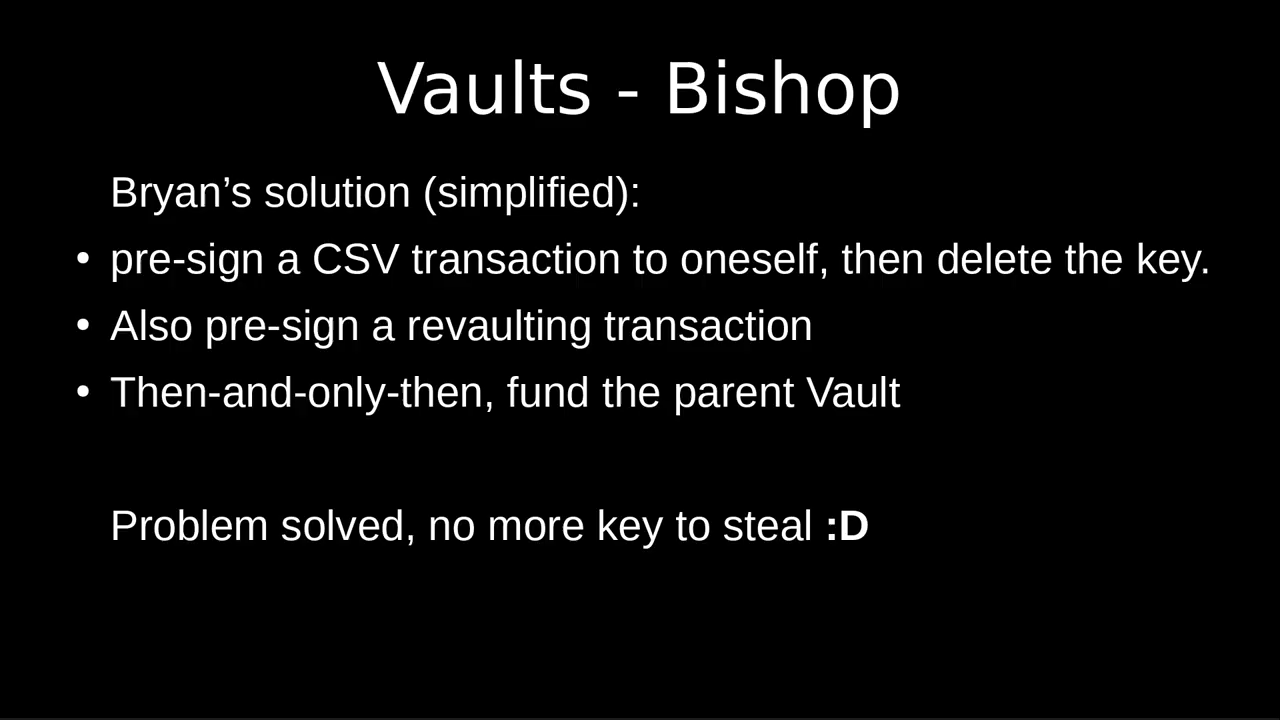 Vaults - Bishop
Bryan’s solution (simplified):
• pre-sign a CSV transaction to oneself, then delete the key.
• Also pre-sign a revaulting transaction
• Then-and-only-then, fund the parent Vault
Problem solved, no more key to steal :D